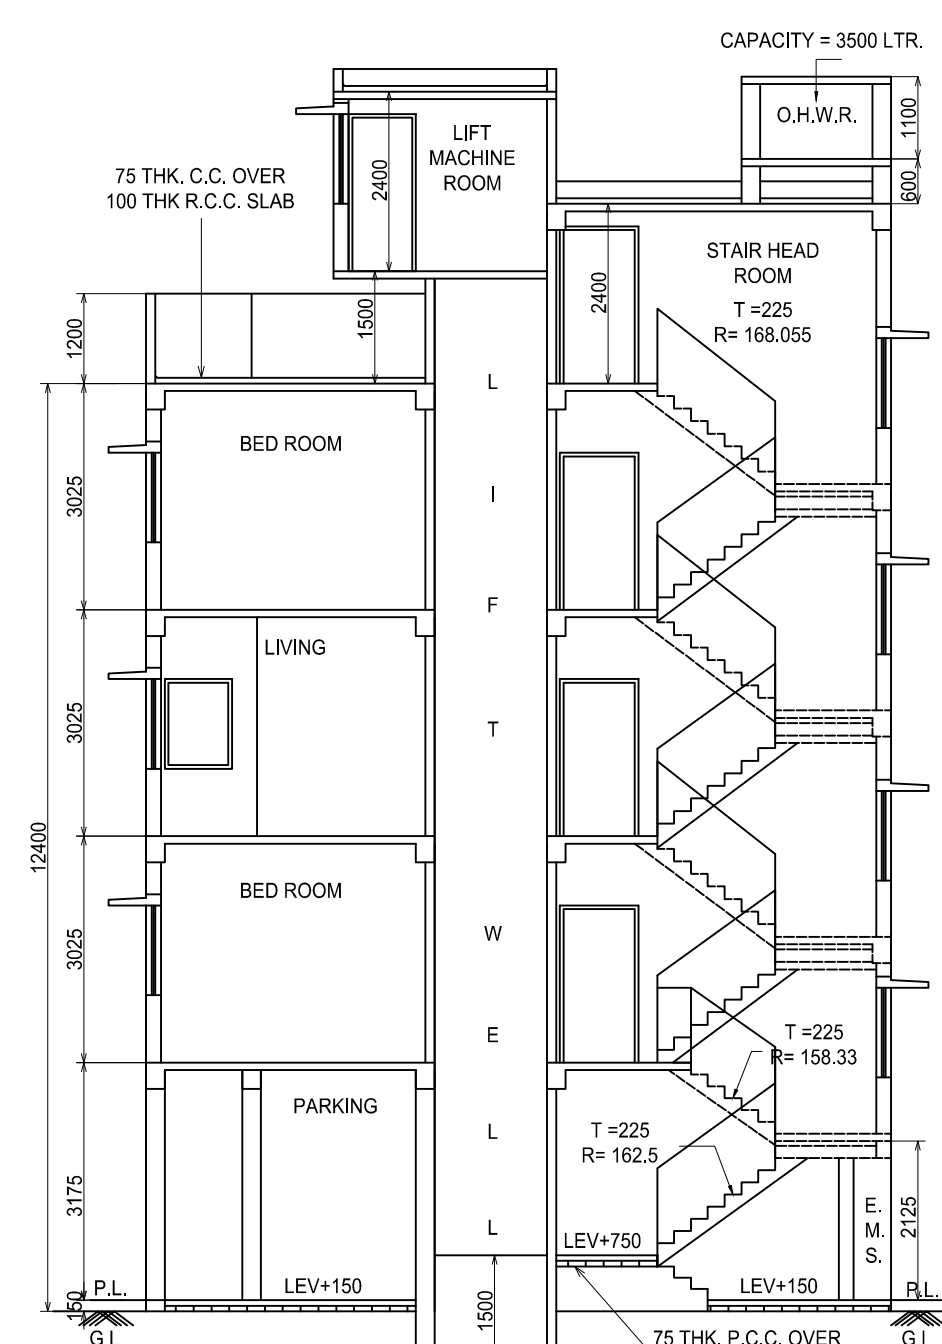 CAPACITY = 3500 LTR.
O.H.W.R.
1100
600
LIFT
MACHINE
ROOM
2400
75 THK. C.C. OVER
100 THK R.C.C. SLAB
STAIR HEAD
ROOM
T =225
R= 168.055
2400
1500
1200
L
I
F
T
W
E
L
L
BED ROOM
3025
LIVING
3025
12400
BED ROOM
3025
T =225
R= 158.33
PARKING
T =225
R= 162.5
3175
E.
M.
S.
2125
LEV+750
P.L.
LEV+150
LEV+150
P.L.
150
1500
G.L
75 THK. P.C.C. OVER
G.L